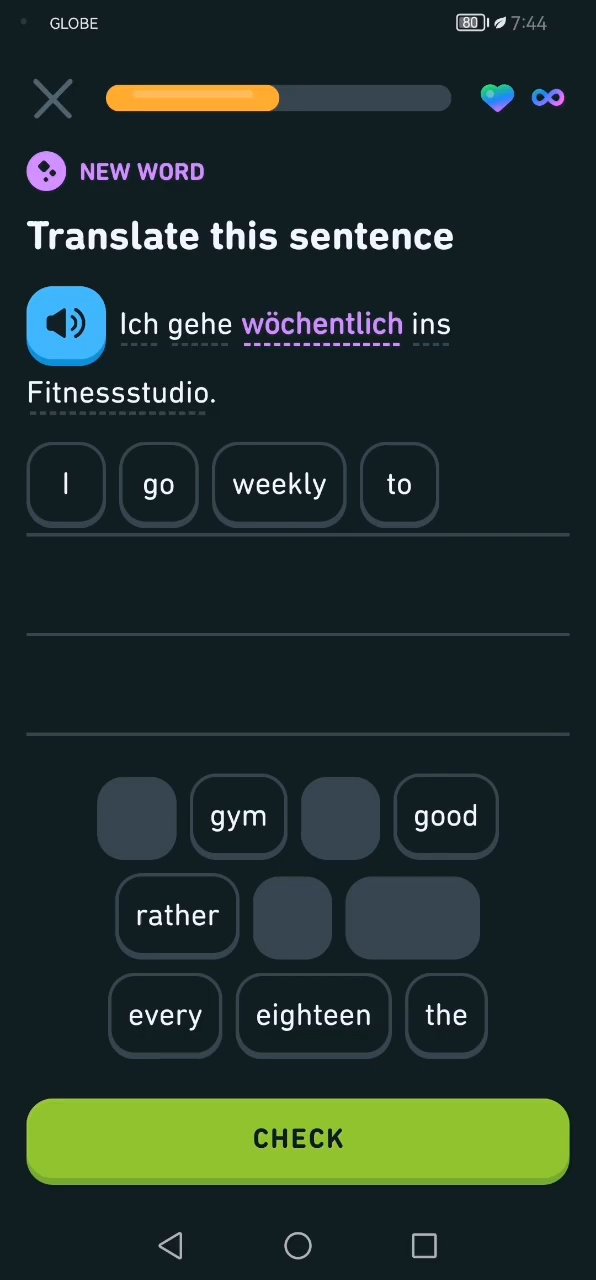 GLOBE 80 7:44
NEW WORD
Translate this sentence
Ich gehe wöchentlich ins
Fitnessstudio.
I go weekly to
gym good
rather
every eighteen the
CHECK